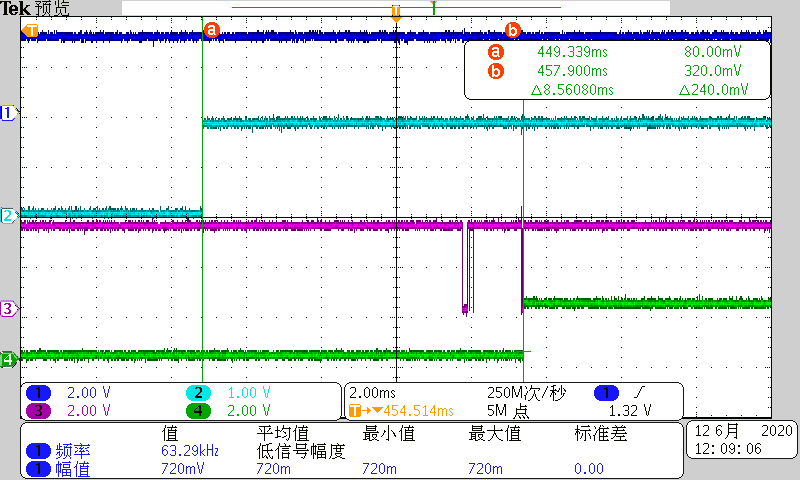 Tek 预览
T
T
a
b
a 449.339ms 80.00mV
b 457.900ms 320.0mV
△8.56080ms △240.0mV
1
2
3
4
1 2.00 V 2 1.00 V
3 2.00 V 4 2.00 V
2.00ms 250M次/秒 1
T→▼454.514ms 5M 点 1.32 V
值 平均值 最小值 最大值 标准差
1 频率 63.29kHz 低信号幅度
1 幅值 720mV 720m 720m 720m 0.00
12 6月 2020
12:09:06